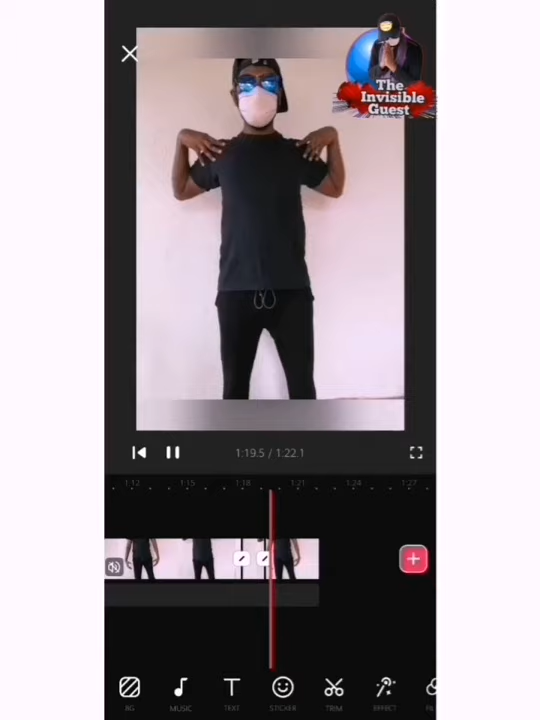 The
Invisible
Guest
1:19.5 / 1:22.1
1:12 1:15 1:18 1:21 1:24 1:27
BG MUSIC TEXT STICKER TRIM EFFECT FIL